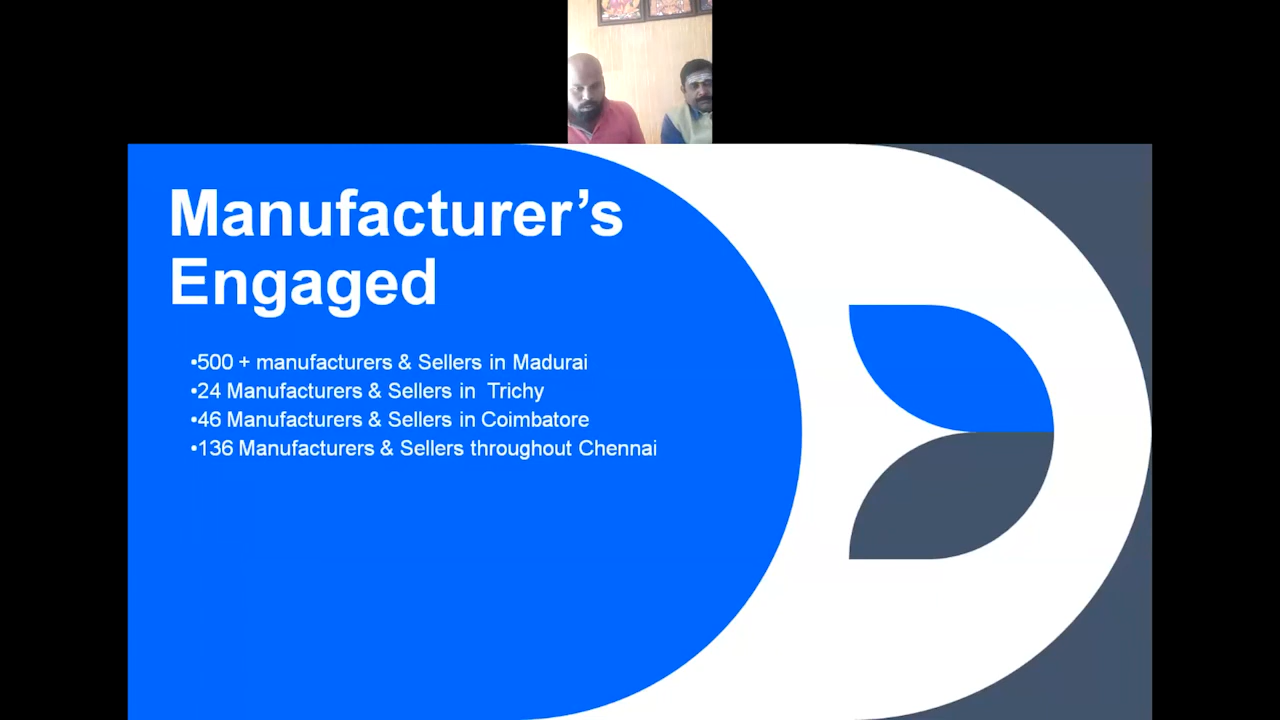 Manufacturer’s
Engaged
•500 + manufacturers & Sellers in Madurai
•24 Manufacturers & Sellers in  Trichy
•46 Manufacturers & Sellers in Coimbatore
•136 Manufacturers & Sellers throughout Chennai